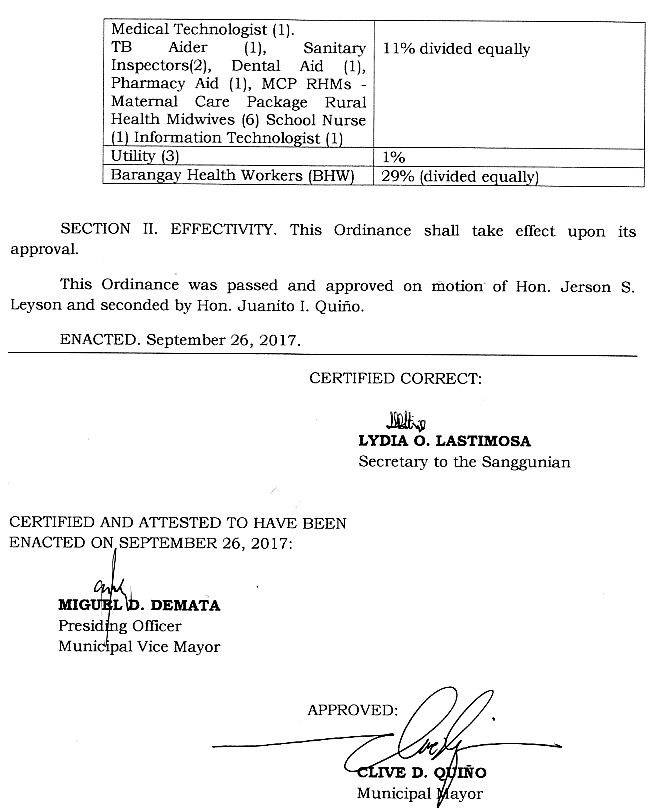 Medical Technologist (1).
TB Aider (1), Sanitary 11% divided equally
Inspectors(2), Dental Aid (1),
Pharmacy Aid (1), MCP RHMs -
Maternal Care Package Rural
Health Midwives (6) School Nurse
(1) Information Technologist (1)
Utility (3) 1%
Barangay Health Workers (BHW) 29% (divided equally)
SECTION II. EFFECTIVITY. This Ordinance shall take effect upon its
approval.
This Ordinance was passed and approved on motion of Hon. Jerson S.
Leyson and seconded by Hon. Juanito I. Quiño.
ENACTED. September 26, 2017.
CERTIFIED CORRECT:
LYDIA O. LASTIMOSA
Secretary to the Sanggunian
CERTIFIED AND ATTESTED TO HAVE BEEN
ENACTED ON SEPTEMBER 26, 2017:
MIGUEL D. DEMATA
Presiding Officer
Municipal Vice Mayor
APPROVED:
CLIVE D. QUIÑO
Municipal Mayor